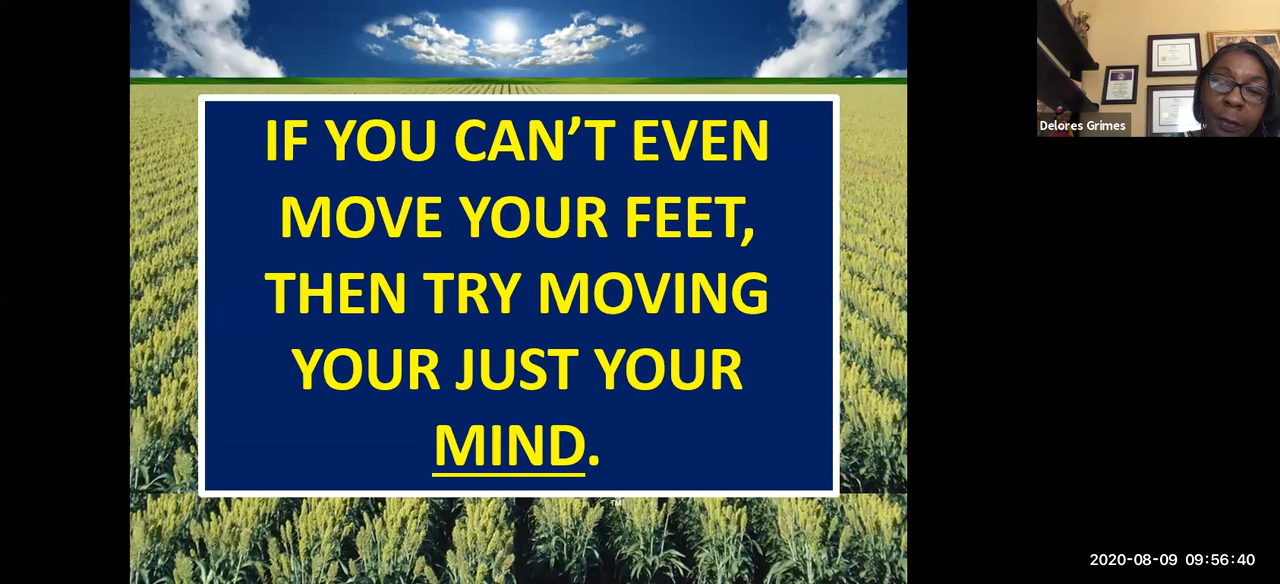 IF YOU CAN’T EVEN
MOVE YOUR FEET,
THEN TRY MOVING
YOUR JUST YOUR
MIND.
Delores Grimes
2020-08-09 09:56:40